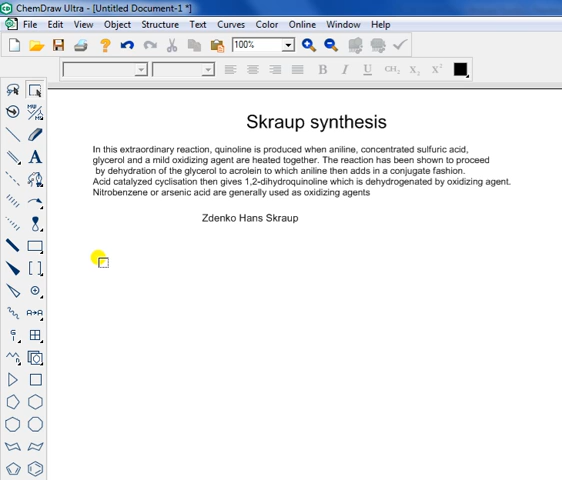 ChemDraw Ultra - [Untitled Document-1 *]
File Edit View Object Structure Text Curves Color Online Window Help
100%
B I U CH₂ X₂ X²
Skraup synthesis
In this extraordinary reaction, quinoline is produced when aniline, concentrated sulfuric acid,
glycerol and a mild oxidizing agent are heated together. The reaction has been shown to proceed
by dehydration of the glycerol to acrolein to which aniline then adds in a conjugate fashion.
Acid catalyzed cyclisation then gives 1,2-dihydroquinoline which is dehydrogenated by oxidizing agent.
Nitrobenzene or arsenic acid are generally used as oxidizing agents
Zdenko Hans Skraup
A